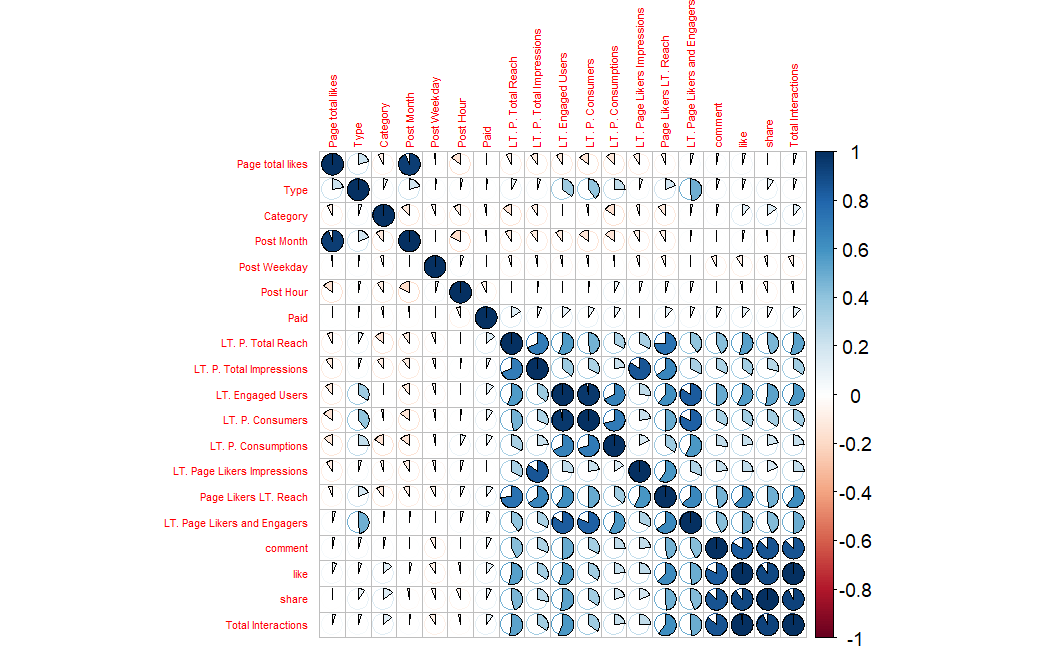 Page total likes
Type
Category
Post Month
Post Weekday
Post Hour
Paid
LT. P. Total Reach
LT. P. Total Impressions
LT. Engaged Users
LT. P. Consumers
LT. P. Consumptions
LT. Page Likers Impressions
Page Likers LT. Reach
LT. Page Likers and Engagers
comment
like
share
Total Interactions
Page total likes
Type
Category
Post Month
Post Weekday
Post Hour
Paid
LT. P. Total Reach
LT. P. Total Impressions
LT. Engaged Users
LT. P. Consumers
LT. P. Consumptions
LT. Page Likers Impressions
Page Likers LT. Reach
LT. Page Likers and Engagers
comment
like
share
Total Interactions
1
0.8
0.6
0.4
0.2
0
-0.2
-0.4
-0.6
-0.8
-1